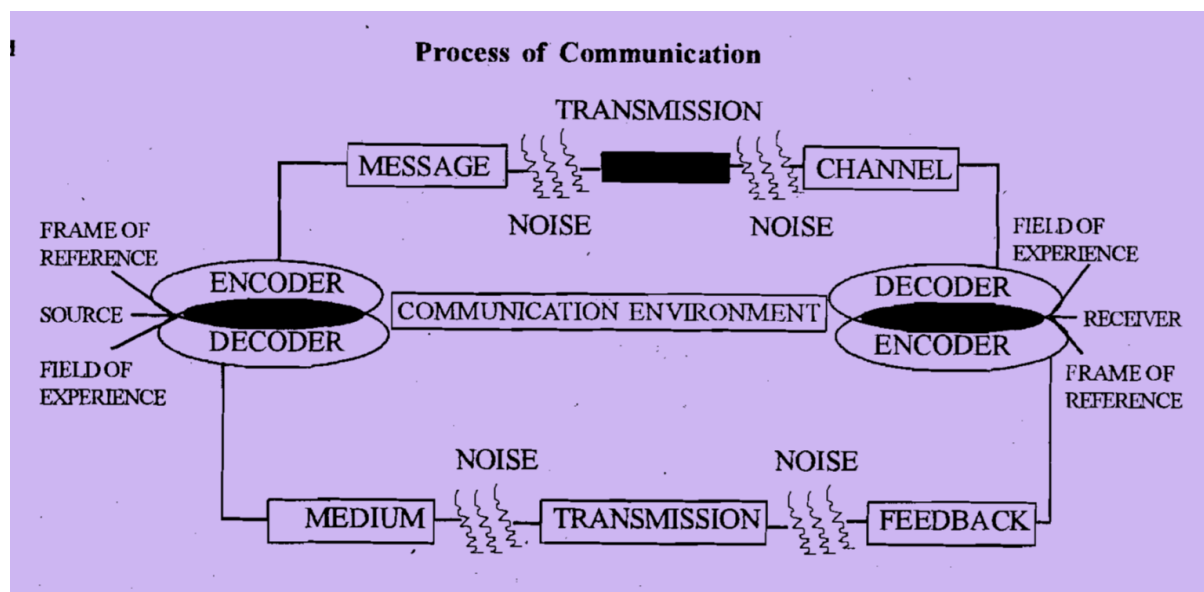 Process of Communication
TRANSMISSION
MESSAGE
CHANNEL
NOISE
NOISE
FRAME OF
REFERENCE
FIELD OF
EXPERIENCE
ENCODER
DECODER
SOURCE
COMMUNICATION ENVIRONMENT
RECEIVER
DECODER
ENCODER
FIELD OF
EXPERIENCE
FRAME OF
REFERENCE
NOISE
NOISE
MEDIUM
TRANSMISSION
FEEDBACK